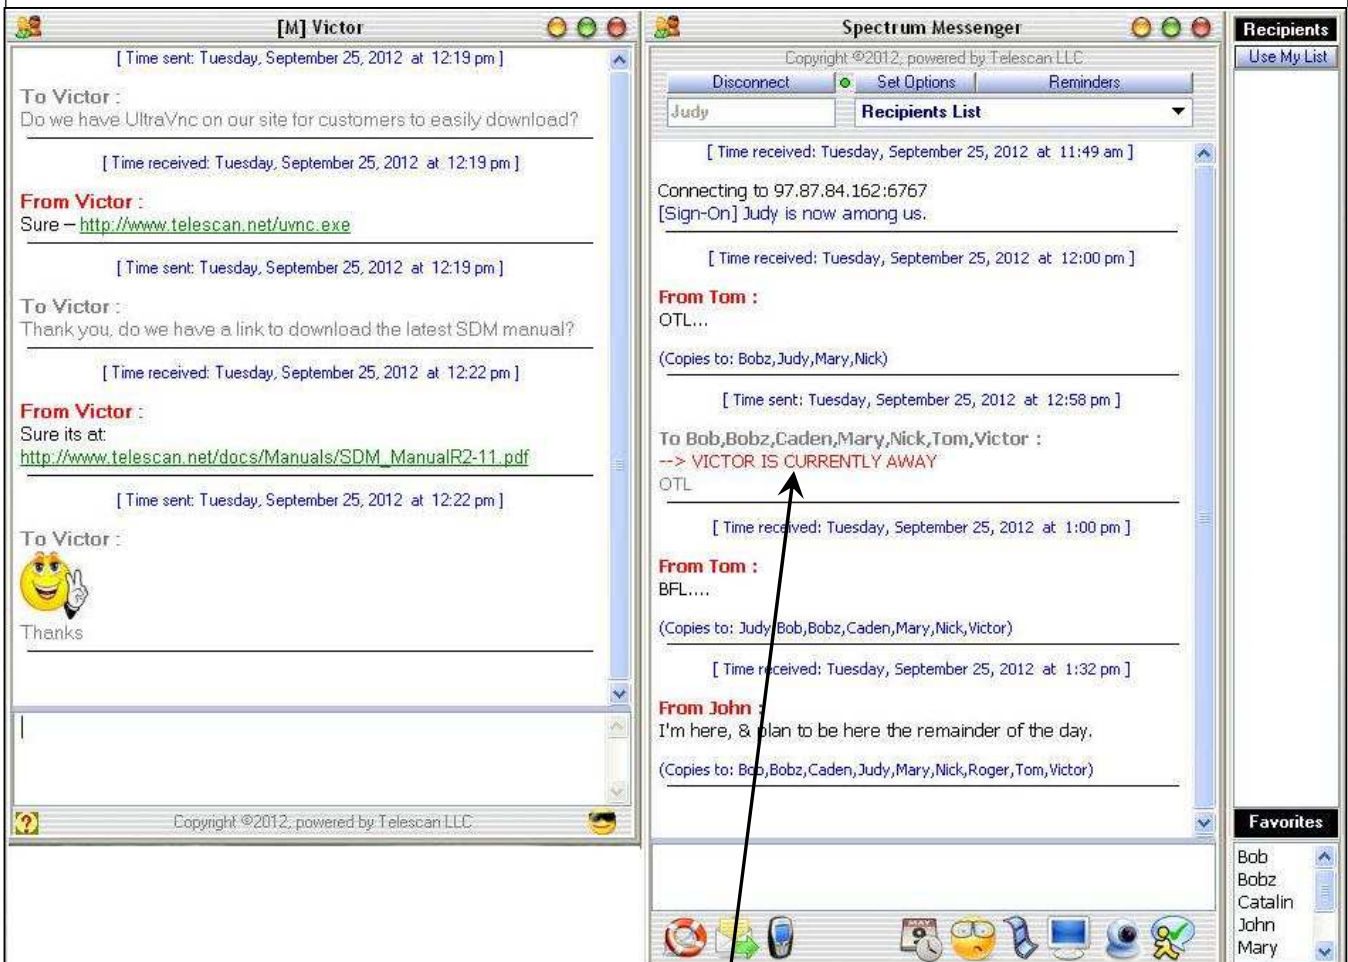 [M] Victor
[ Time sent: Tuesday, September 25, 2012 at 12:19 pm ]
To Victor :
Do we have UltraVnc on our site for customers to easily download?
[ Time received: Tuesday, September 25, 2012 at 12:19 pm ]
From Victor :
Sure – http://www.telescan.net/uvnc.exe
[ Time sent: Tuesday, September 25, 2012 at 12:19 pm ]
To Victor :
Thank you, do we have a link to download the latest SDM manual?
[ Time received: Tuesday, September 25, 2012 at 12:22 pm ]
From Victor :
Sure its at:
http://www.telescan.net/docs/Manuals/SDM_ManualR2-11.pdf
[ Time sent: Tuesday, September 25, 2012 at 12:22 pm ]
To Victor :
Thanks
Copyright ©2012, powered by Telescan LLC
Spectrum Messenger
Copyright ©2012, powered by Telescan LLC
Disconnect Set Options Reminders
Judy Recipients List
[ Time received: Tuesday, September 25, 2012 at 11:49 am ]
Connecting to 97.87.84.162:6767
[Sign-On] Judy is now among us.
[ Time received: Tuesday, September 25, 2012 at 12:00 pm ]
From Tom :
OTL...
(Copies to: Bobz,Judy,Mary,Nick)
[ Time sent: Tuesday, September 25, 2012 at 12:58 pm ]
To Bob,Bobz,Caden,Mary,Nick,Tom,Victor :
--> VICTOR IS CURRENTLY AWAY
OTL
[ Time received: Tuesday, September 25, 2012 at 1:00 pm ]
From Tom :
BFL....
(Copies to: Judy,Bob,Bobz,Caden,Mary,Nick,Victor)
[ Time received: Tuesday, September 25, 2012 at 1:32 pm ]
From John :
I'm here, & plan to be here the remainder of the day.
(Copies to: Bob,Bobz,Caden,Judy,Mary,Nick,Roger,Tom,Victor)
MAY
9
Recipients
Use My List
Favorites
Bob
Bobz
Catalin
John
Mary